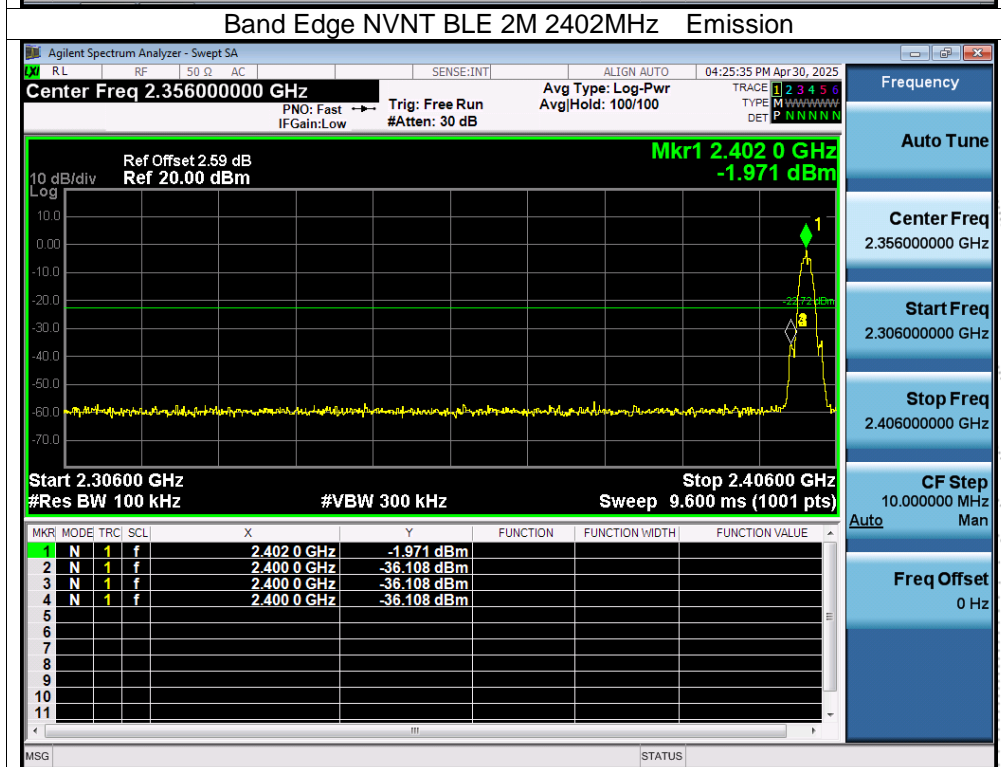 Band Edge NVNT BLE 2M 2402MHz Emission
Agilent Spectrum Analyzer - Swept SA
LXI RL RF 50 Ω AC SENSE:INT ALIGN AUTO 04:25:35 PM Apr 30, 2025
Center Freq 2.356000000 GHz
PNO: Fast
IFGain:Low
Trig: Free Run
#Atten: 30 dB
Avg Type: Log-Pwr
Avg|Hold: 100/100
TRACE 1 2 3 4 5 6
TYPE M WWWWW
DET P N N N N N
Mkr1 2.402 0 GHz
-1.971 dBm
Ref Offset 2.59 dB
10 dB/div Ref 20.00 dBm
Log
10.0
0.00
-10.0
-20.0
-30.0
-40.0
-50.0
-60.0
-70.0
1
-22.72 dBm
Start 2.30600 GHz Stop 2.40600 GHz
#Res BW 100 kHz #VBW 300 kHz Sweep 9.600 ms (1001 pts)
MKR MODE TRC SCL X Y FUNCTION FUNCTION WIDTH FUNCTION VALUE
1 N 1 f 2.402 0 GHz -1.971 dBm
2 N 1 f 2.400 0 GHz -36.108 dBm
3 N 1 f 2.400 0 GHz -36.108 dBm
4 N 1 f 2.400 0 GHz -36.108 dBm
5
6
7
8
9
10
11
MSG STATUS
Frequency
Auto Tune
Center Freq
2.356000000 GHz
Start Freq
2.306000000 GHz
Stop Freq
2.406000000 GHz
CF Step
10.000000 MHz
Auto Man
Freq Offset
0 Hz